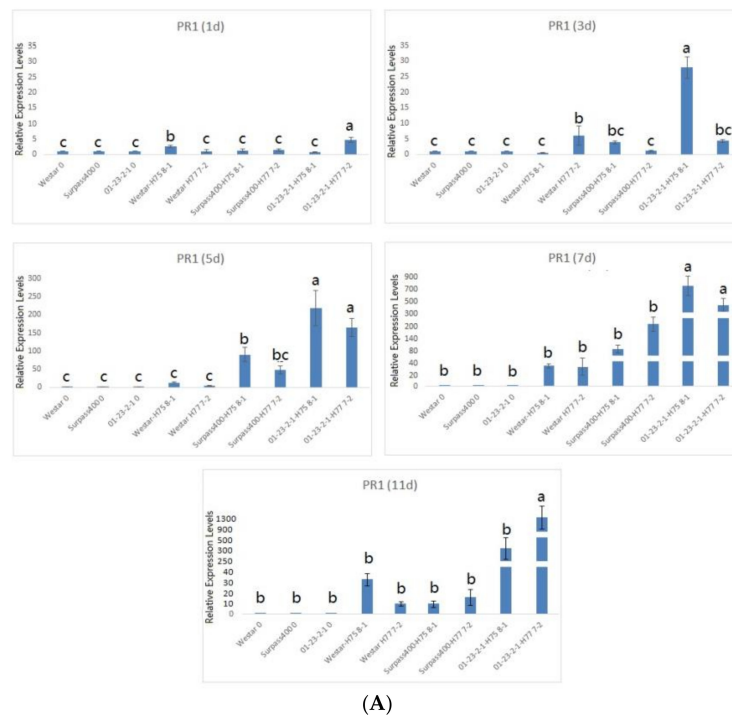 PR1 (1d)
Relative Expression Levels
35
30
25
20
15
10
5
0
c c c b c c c c a
Westar 0
Surpass400 0
01-23-2-1 0
Westar-H75 8-1
Westar H77 7-2
Surpass400-H75 8-1
Surpass400-H77 7-2
01-23-2-1-H75 8-1
01-23-2-1-H77 7-2
PR1 (3d)
Relative Expression Levels
35
30
25
20
15
10
5
0
c c c c b bc c a bc
Westar 0
Surpass400 0
01-23-2-1 0
Westar-H75 8-1
Westar H77 7-2
Surpass400-H75 8-1
Surpass400-H77 7-2
01-23-2-1-H75 8-1
01-23-2-1-H77 7-2
PR1 (5d)
Relative Expression Levels
300
250
200
150
100
50
0
c c c c c b bc a a
Westar 0
Surpass400 0
01-23-2-1 0
Westar-H75 8-1
Westar H77 7-2
Surpass400-H75 8-1
Surpass400-H77 7-2
01-23-2-1-H75 8-1
01-23-2-1-H77 7-2
PR1 (7d)
Relative Expression Levels
900
700
500
300
200
140
80
40
20
0
b b b b b b b a a
Westar 0
Surpass400 0
01-23-2-1 0
Westar-H75 8-1
Westar H77 7-2
Surpass400-H75 8-1
Surpass400-H77 7-2
01-23-2-1-H75 8-1
01-23-2-1-H77 7-2
PR1 (11d)
Relative Expression Levels
1300
900
500
300
250
40
30
20
10
0
b b b b b b b b a
Westar 0
Surpass400 0
01-23-2-1 0
Westar-H75 8-1
Westar H77 7-2
Surpass400-H75 8-1
Surpass400-H77 7-2
01-23-2-1-H75 8-1
01-23-2-1-H77 7-2
(A)